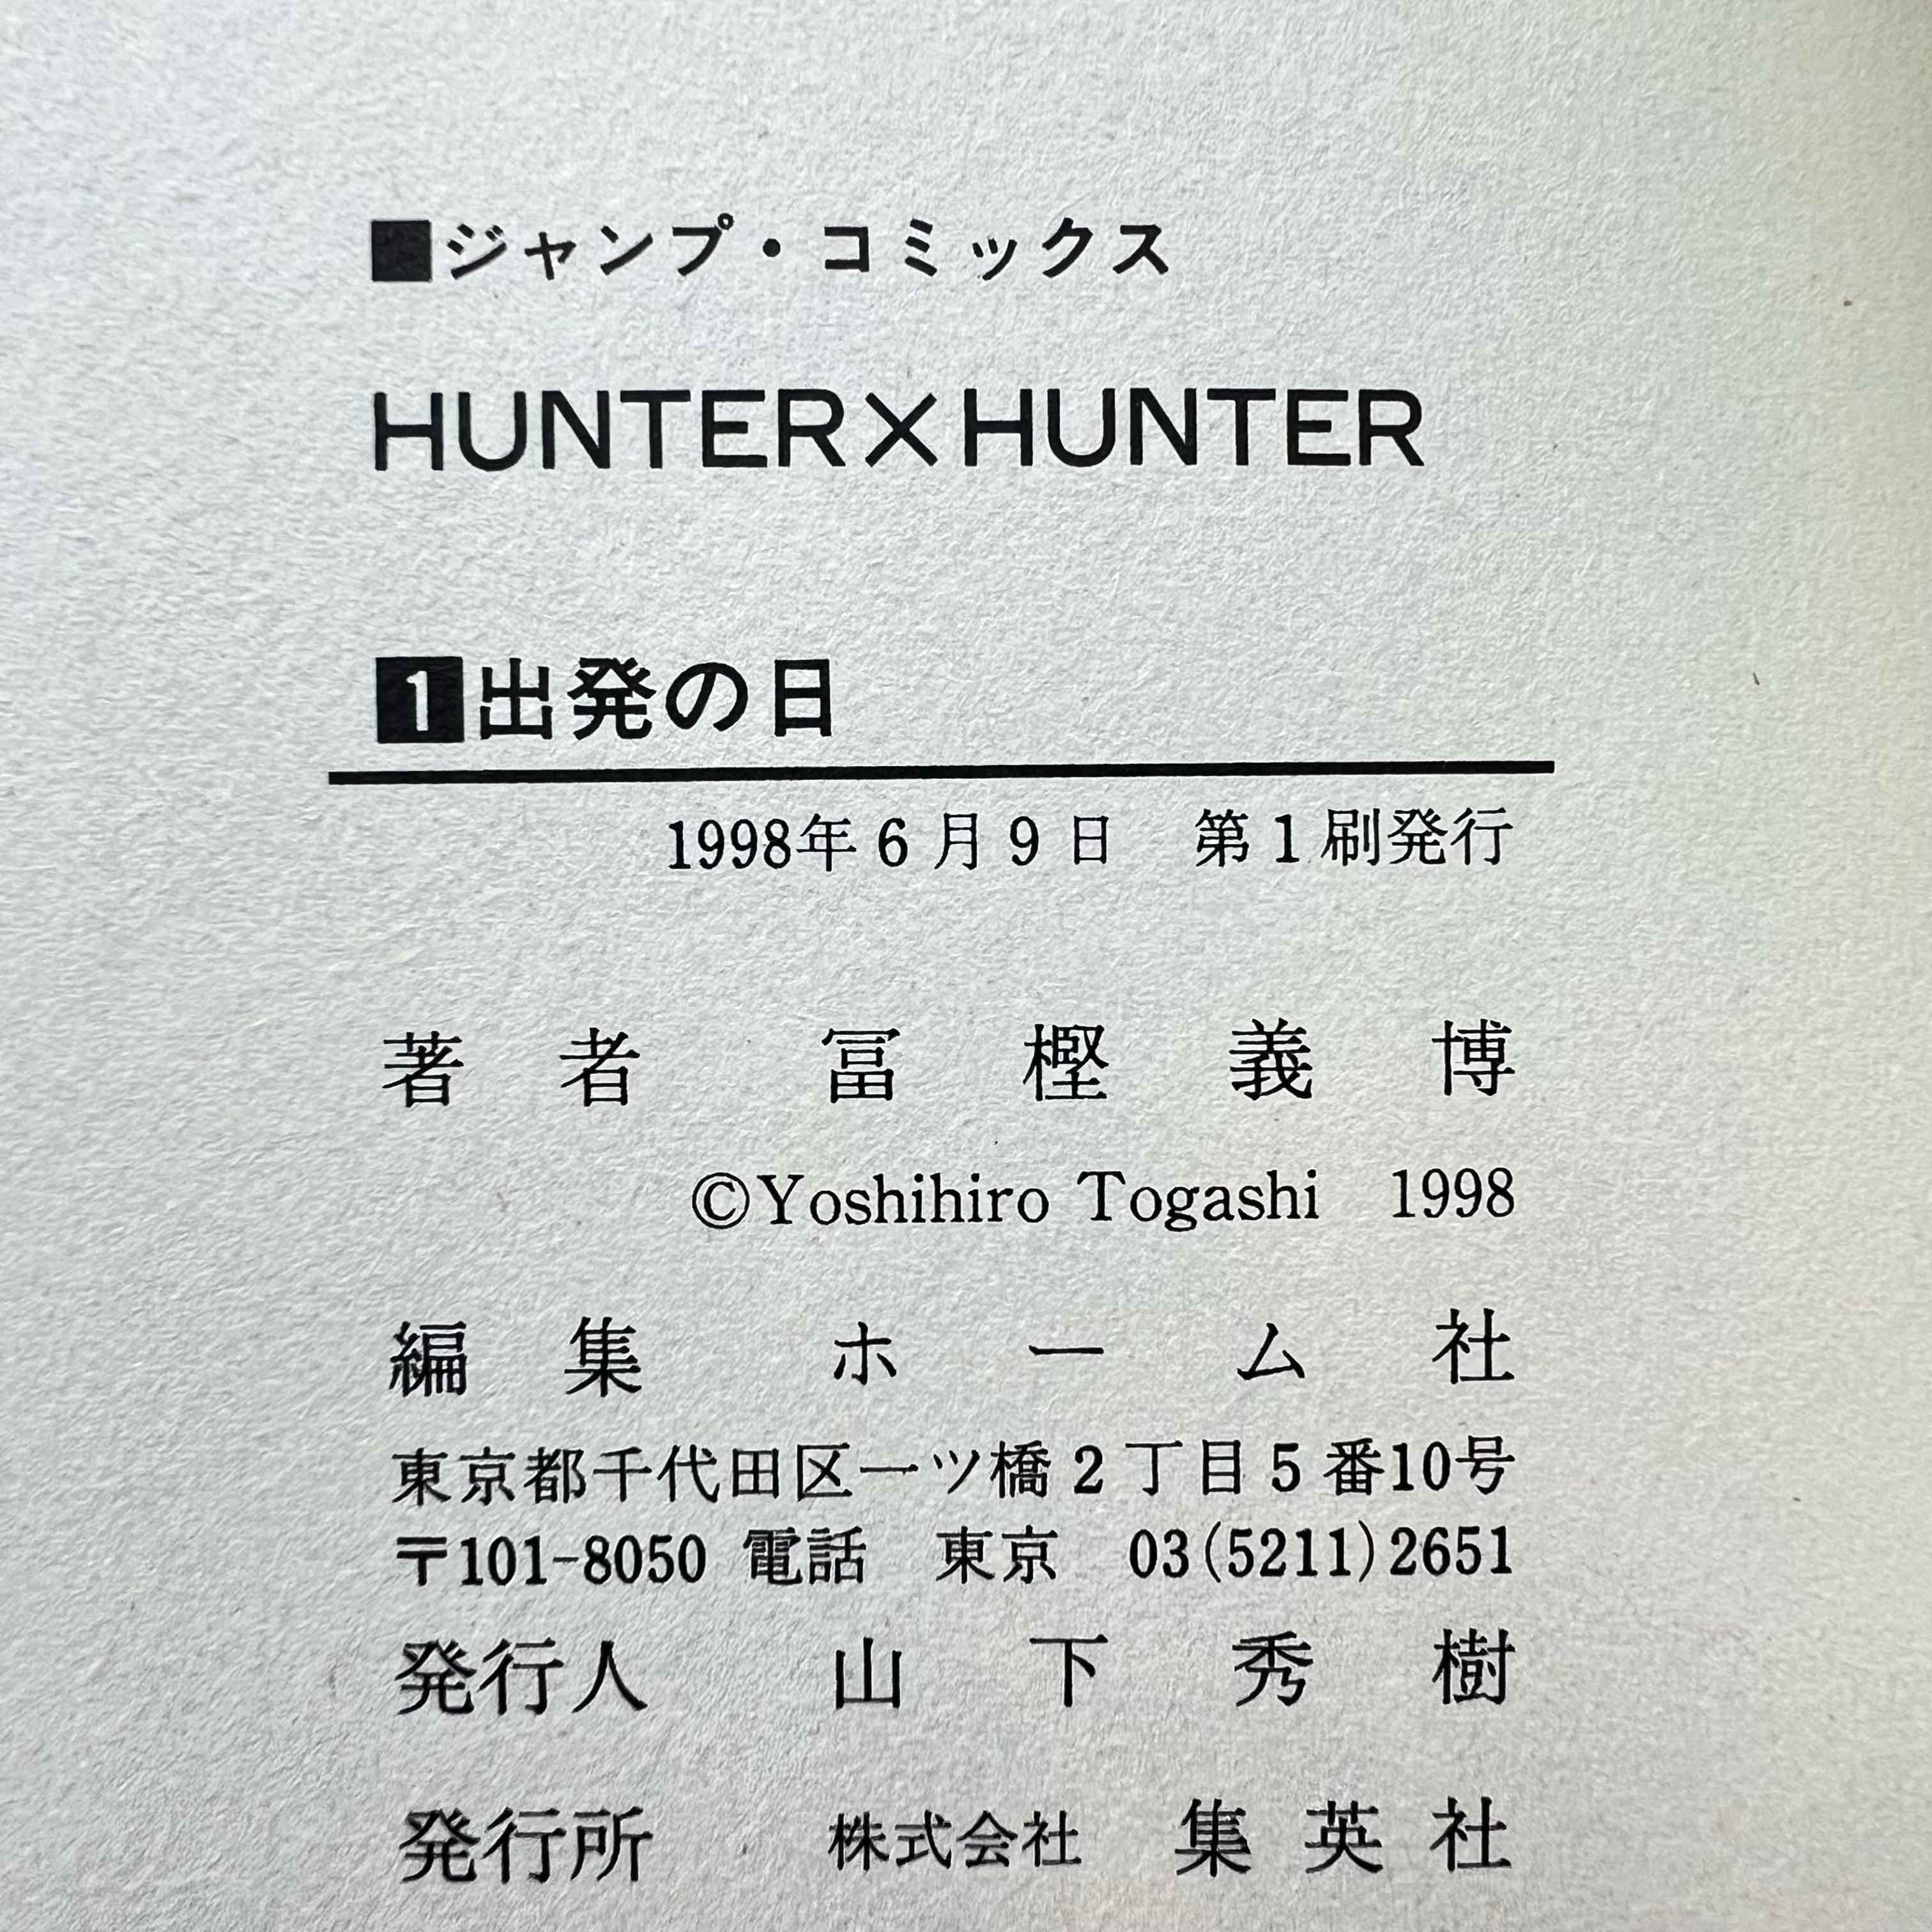 ■ジャンプ・コミックス
HUNTER×HUNTER
1出発の日
1998年6月9日 第1刷発行
著者 冨樫義博
©Yoshihiro Togashi 1998
編集 ホーム社
東京都千代田区一ツ橋2丁目5番10号
〒101-8050 電話 東京 03(5211)2651
発行人 山下秀樹
発行所 株式会社 集英社